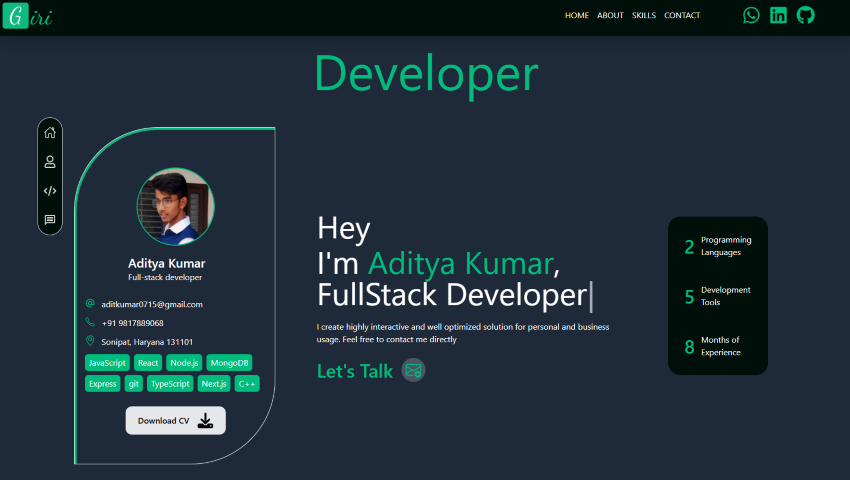 Giri
HOME ABOUT SKILLS CONTACT
Developer
Aditya Kumar
Full-stack developer
aditkumar0715@gmail.com
+91 9817889068
Sonipat, Haryana 131101
JavaScript React Node.js MongoDB
Express git TypeScript Next.js C++
Download CV
Hey
I'm Aditya Kumar,
FullStack Developer
I create highly interactive and well optimized solution for personal and business
usage. Feel free to contact me directly
Let's Talk
2 Programming
Languages
5 Development
Tools
8 Months of
Experience